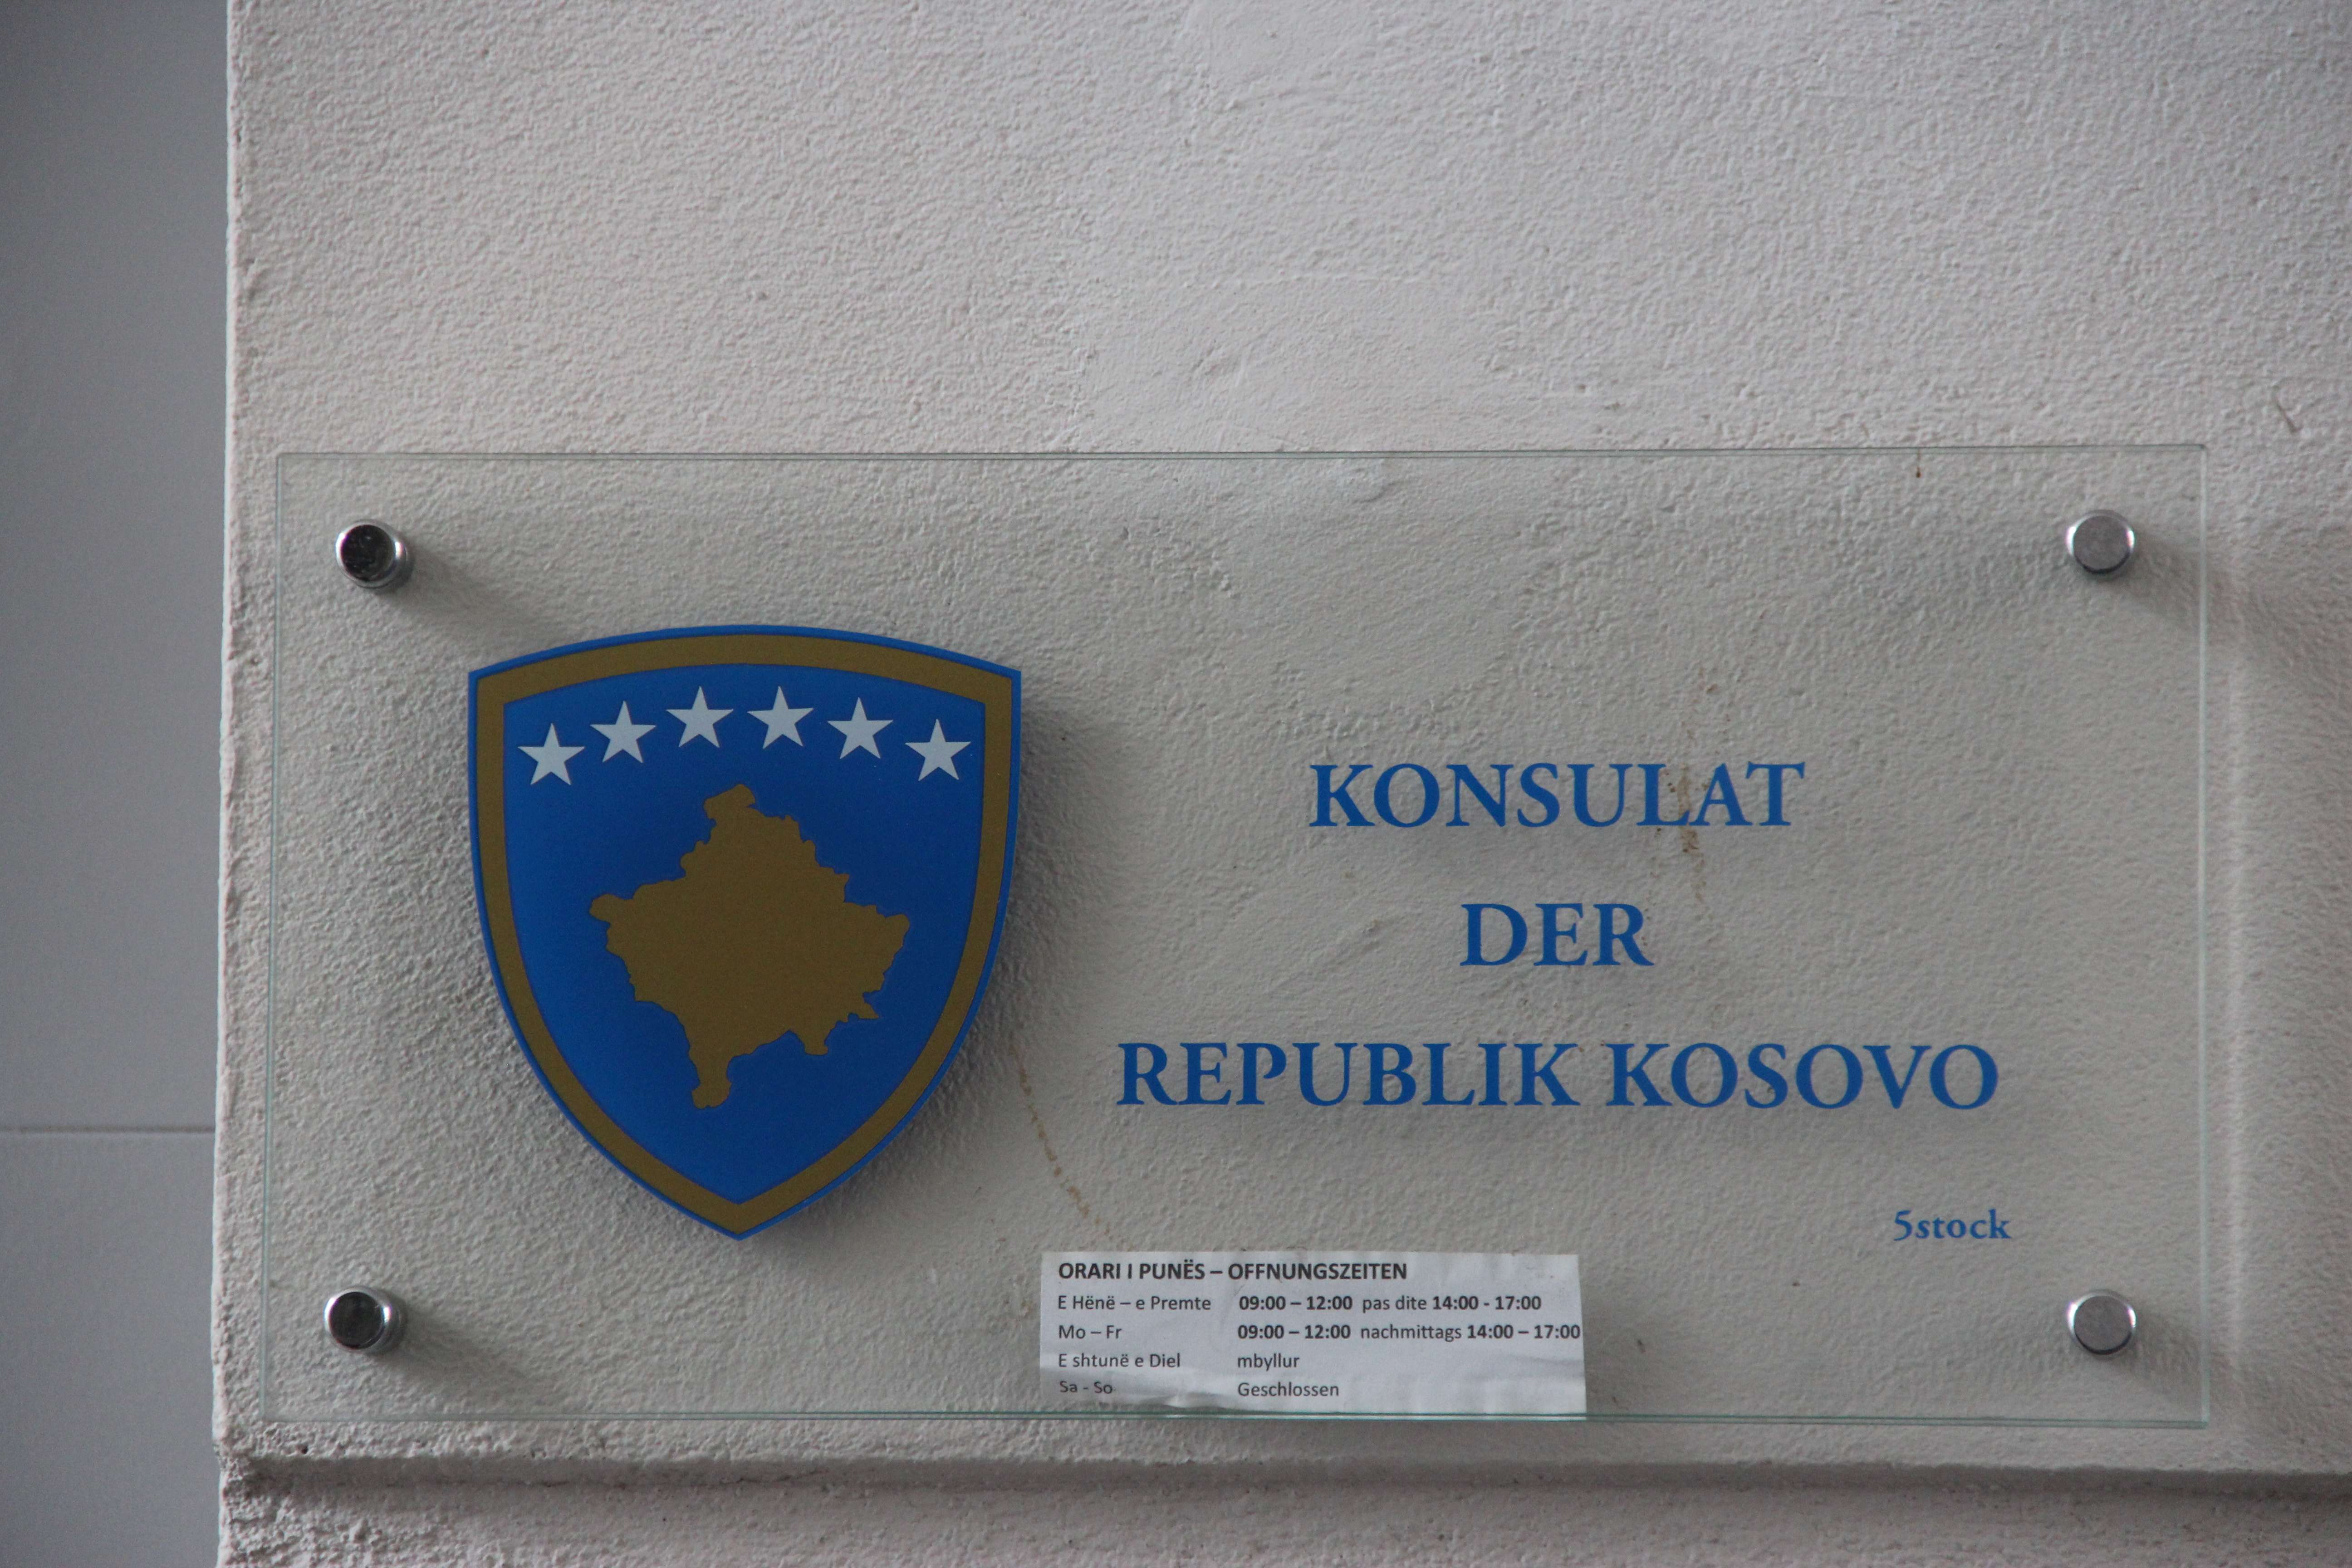 KONSULAT
DER
REPUBLIK KOSOVO
5stock
ORARI I PUNËS – OFFNUNGSZEITEN
E Hënë – e Premte 09:00 – 12:00 pas dite 14:00 - 17:00
Mo – Fr 09:00 – 12:00 nachmittags 14:00 – 17:00
E shtunë e Diel mbyllur
Sa - So Geschlossen